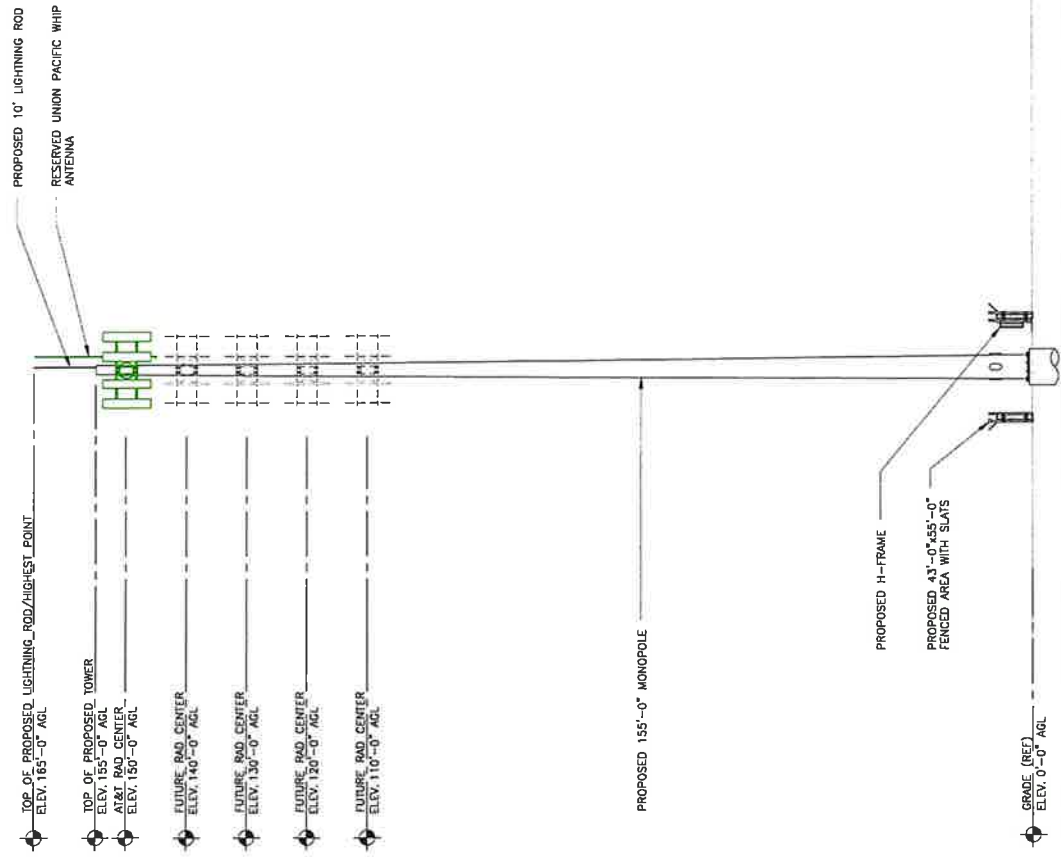 PROPOSED 10' LIGHTNING ROD
RESERVED UNION PACIFIC WHIP
ANTENNA
TOP OF PROPOSED LIGHTNING ROD/HIGHEST POINT
ELEV. 165'-0" AGL
TOP OF PROPOSED TOWER
ELEV. 155'-0" AGL
AT&T RAD CENTER
ELEV. 150'-0" AGL
FUTURE RAD CENTER
ELEV. 140'-0" AGL
FUTURE RAD CENTER
ELEV. 130'-0" AGL
FUTURE RAD CENTER
ELEV. 120'-0" AGL
FUTURE RAD CENTER
ELEV. 110'-0" AGL
PROPOSED 155'-0" MONOPOLE
PROPOSED H-FRAME
PROPOSED 43'-0"x55'-0"
FENCED AREA WITH SLATS
GRADE (REF)
ELEV. 0'-0" AGL